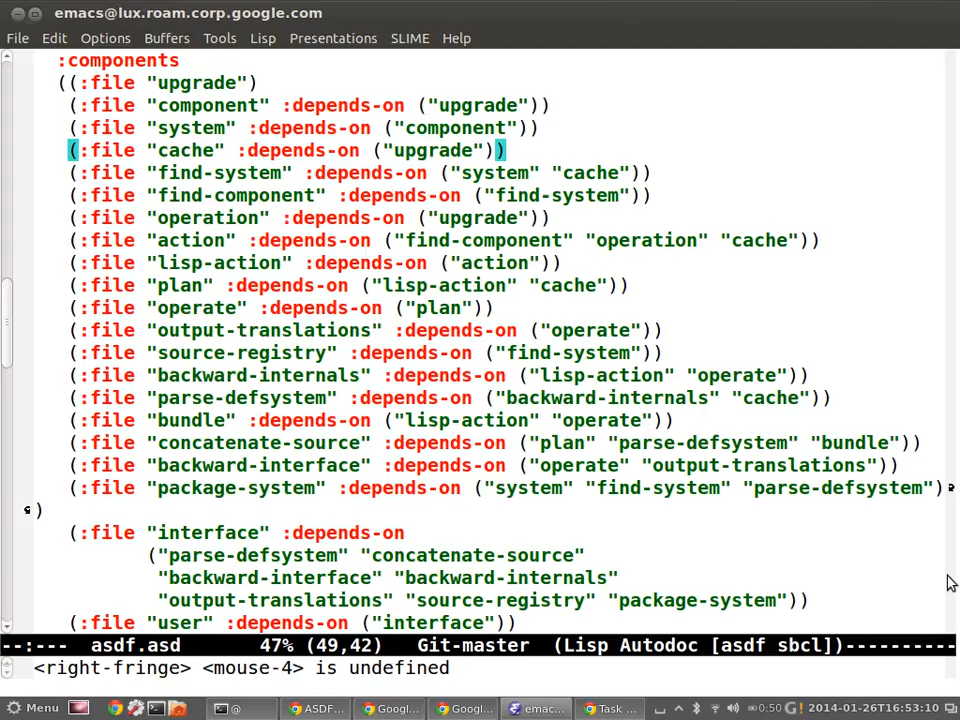 emacs@lux.roam.corp.google.com
File Edit Options Buffers Tools Lisp Presentations SLIME Help
:components
((:file "upgrade")
(:file "component" :depends-on ("upgrade"))
(:file "system" :depends-on ("component"))
(:file "cache" :depends-on ("upgrade"))
(:file "find-system" :depends-on ("system" "cache"))
(:file "find-component" :depends-on ("find-system"))
(:file "operation" :depends-on ("upgrade"))
(:file "action" :depends-on ("find-component" "operation" "cache"))
(:file "lisp-action" :depends-on ("action"))
(:file "plan" :depends-on ("lisp-action" "cache"))
(:file "operate" :depends-on ("plan"))
(:file "output-translations" :depends-on ("operate"))
(:file "source-registry" :depends-on ("find-system"))
(:file "backward-internals" :depends-on ("lisp-action" "operate"))
(:file "parse-defsystem" :depends-on ("backward-internals" "cache"))
(:file "bundle" :depends-on ("lisp-action" "operate"))
(:file "concatenate-source" :depends-on ("plan" "parse-defsystem" "bundle"))
(:file "backward-interface" :depends-on ("operate" "output-translations"))
(:file "package-system" :depends-on ("system" "find-system" "parse-defsystem")
)
(:file "interface" :depends-on
("parse-defsystem" "concatenate-source"
"backward-interface" "backward-internals"
"output-translations" "source-registry" "package-system"))
(:file "user" :depends-on ("interface"))
--:--- asdf.asd 47% (49,42) Git-master (Lisp Autodoc [asdf sbcl])----------
<right-fringe> <mouse-4> is undefined
Menu @ ASDF... Googl... Googl... emac... Task ... 0:50 2014-01-26T16:53:10